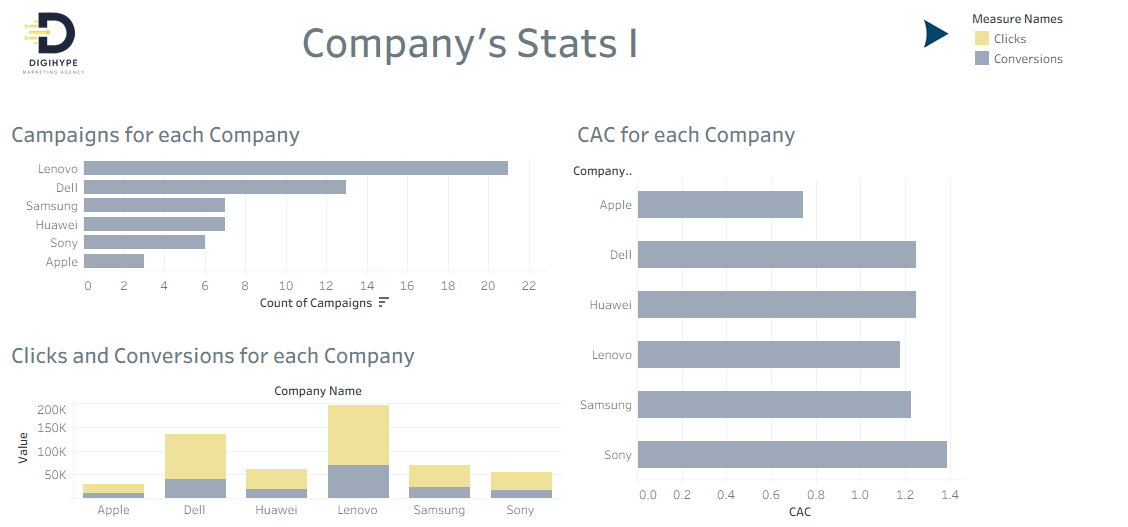 DIGIHYPE
MARKETING AGENCY
Company's Stats I
Measure Names
Clicks
Conversions
Campaigns for each Company
Lenovo
Dell
Samsung
Huawei
Sony
Apple
0 2 4 6 8 10 12 14 16 18 20 22
Count of Campaigns
Clicks and Conversions for each Company
Company Name
Value
200K
150K
100K
50K
Apple Dell Huawei Lenovo Samsung Sony
CAC for each Company
Company..
Apple
Dell
Huawei
Lenovo
Samsung
Sony
0.0 0.2 0.4 0.6 0.8 1.0 1.2 1.4
CAC